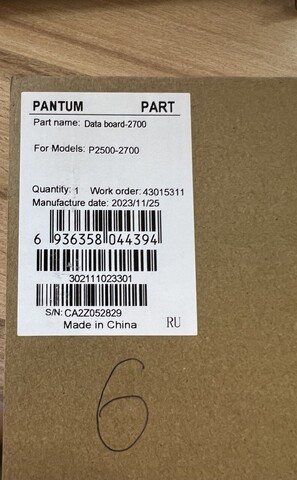 PANTUM PART
Part name: Data board-2700
For Models: P2500-2700
Quantity: 1 Work order: 43015311
Manufacture date: 2023/11/25
6 936358 044394
302111023301
S/N: CA2Z052829
Made in China RU
6